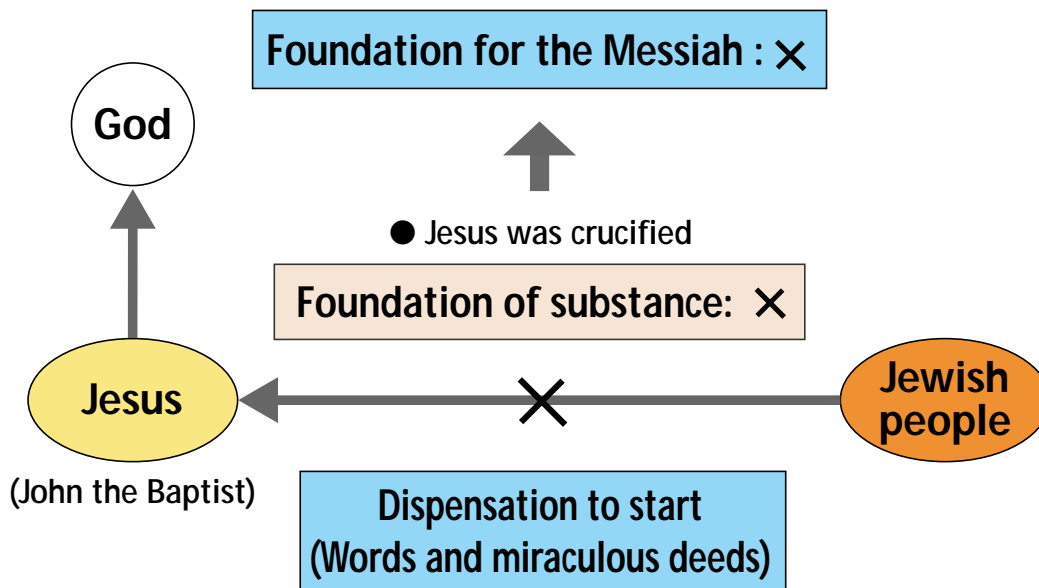 Foundation for the Messiah : ×
God
● Jesus was crucified
Foundation of substance: ×
Jesus
Jewish
people
(John the Baptist)
Dispensation to start
(Words and miraculous deeds)